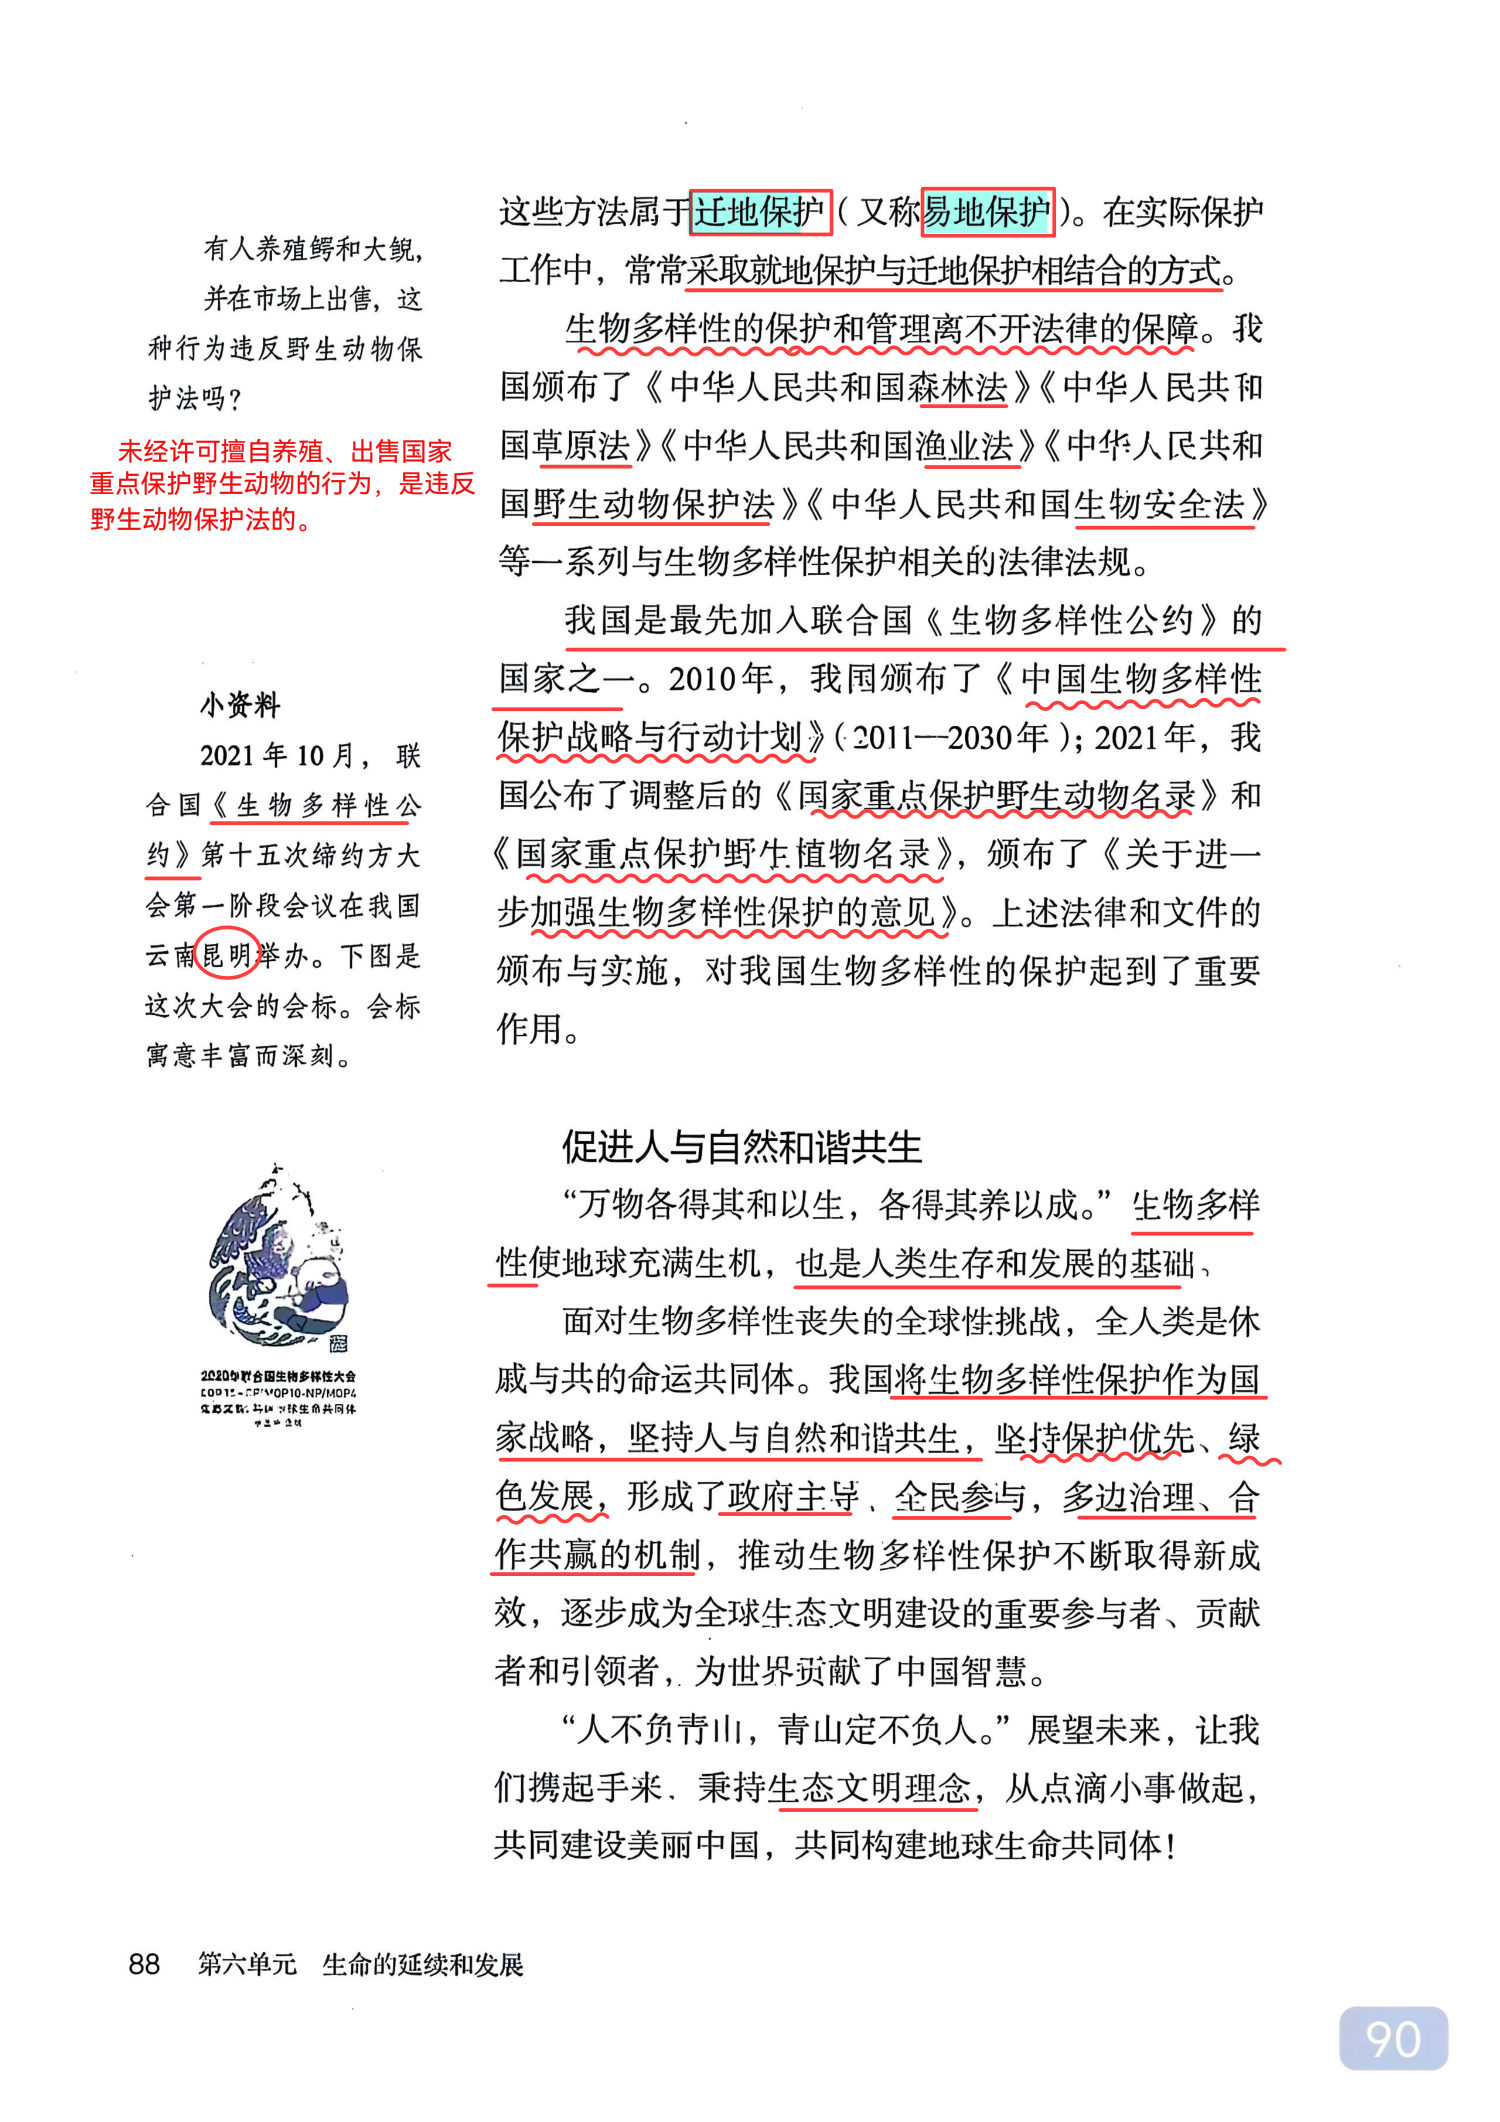 有人养殖鳄和大鲵，
并在市场上出售，这
种行为违反野生动物保
护法吗？
未经许可擅自养殖、出售国家
重点保护野生动物的行为，是违反
野生动物保护法的。
小资料
2021年10月，联
合国《生物多样性公
约》第十五次缔约方大
会第一阶段会议在我国
云南昆明举办。下图是
这次大会的会标。会标
寓意丰富而深刻。
2020 联合国生物多样性大会
这些方法属于迁地保护（又称易地保护）。在实际保护
工作中，常常采取就地保护与迁地保护相结合的方式。
生物多样性的保护和管理离不开法律的保障。我
国颁布了《中华人民共和国森林法》《中华人民共和
国草原法》《中华人民共和国渔业法》《中华人民共和
国野生动物保护法》《中华人民共和国生物安全法》
等一系列与生物多样性保护相关的法律法规。
我国是最先加入联合国《生物多样性公约》的
国家之一。2010年，我国颁布了《中国生物多样性
保护战略与行动计划》（2011—2030年）；2021年，我
国公布了调整后的《国家重点保护野生动物名录》和
《国家重点保护野生植物名录》，颁布了《关于进一
步加强生物多样性保护的意见》。上述法律和文件的
颁布与实施，对我国生物多样性的保护起到了重要
作用。
促进人与自然和谐共生
“万物各得其和以生，各得其养以成。”生物多样
性使地球充满生机，也是人类生存和发展的基础、
面对生物多样性丧失的全球性挑战，全人类是休
戚与共的命运共同体。我国将生物多样性保护作为国
家战略，坚持人与自然和谐共生，坚持保护优先、绿
色发展，形成了政府主导、全民参与，多边治理、合
作共赢的机制，推动生物多样性保护不断取得新成
效，逐步成为全球生态文明建设的重要参与者、贡献
者和引领者，为世界贡献了中国智慧。
“人不负青山，青山定不负人。”展望未来，让我
们携起手来，秉持生态文明理念，从点滴小事做起，
共同建设美丽中国，共同构建地球生命共同体！
88 第六单元 生命的延续和发展
90